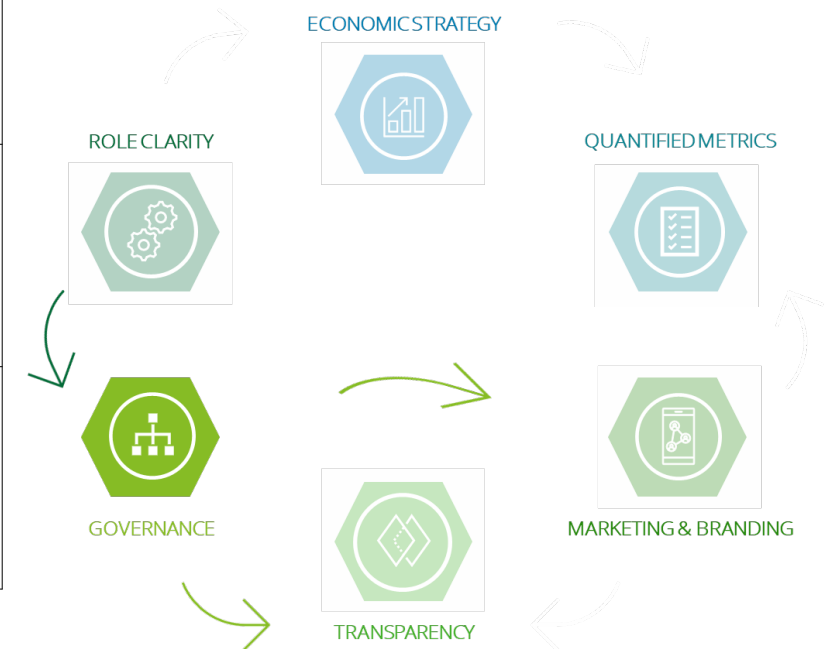 ECONOMIC STRATEGY
ROLE CLARITY
QUANTIFIED METRICS
GOVERNANCE
MARKETING & BRANDING
TRANSPARENCY